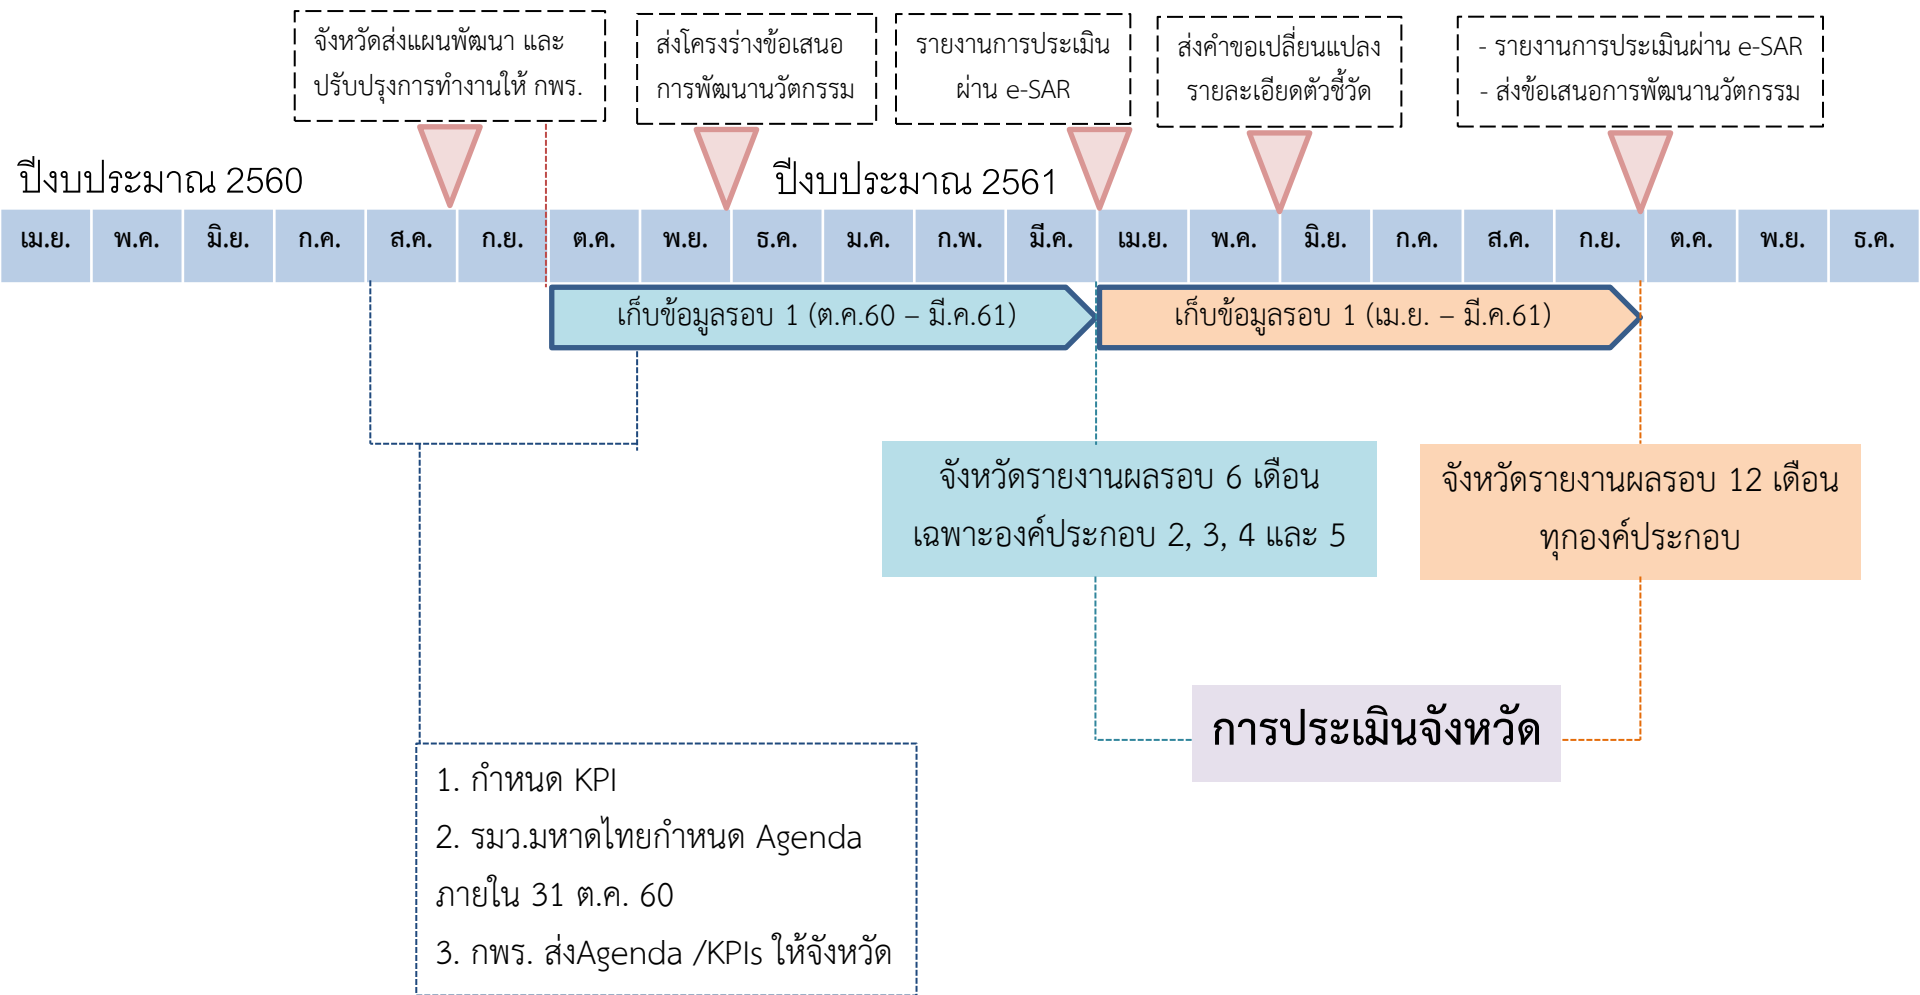 จังหวัดส่งแผนพัฒนา และ
ปรับปรุงการทำงานให้ กพร.
ส่งโครงร่างข้อเสนอ
การพัฒนานวัตกรรม
รายงานการประเมิน
ผ่าน e-SAR
ส่งคำขอเปลี่ยนแปลง
รายละเอียดตัวชี้วัด
- รายงานการประเมินผ่าน e-SAR
- ส่งข้อเสนอการพัฒนานวัตกรรม
ปีงบประมาณ 2560
ปีงบประมาณ 2561
เม.ย. พ.ค. มิ.ย. ก.ค. ส.ค. ก.ย. ต.ค. พ.ย. ธ.ค. ม.ค. ก.พ. มี.ค. เม.ย. พ.ค. มิ.ย. ก.ค. ส.ค. ก.ย. ต.ค. พ.ย. ธ.ค.
เก็บข้อมูลรอบ 1 (ต.ค.60 – มี.ค.61)
เก็บข้อมูลรอบ 1 (เม.ย. – มี.ค.61)
จังหวัดรายงานผลรอบ 6 เดือน
เฉพาะองค์ประกอบ 2, 3, 4 และ 5
จังหวัดรายงานผลรอบ 12 เดือน
ทุกองค์ประกอบ
การประเมินจังหวัด
1. กำหนด KPI
2. รมว.มหาดไทยกำหนด Agenda
ภายใน 31 ต.ค. 60
3. กพร. ส่งAgenda /KPIs ให้จังหวัด